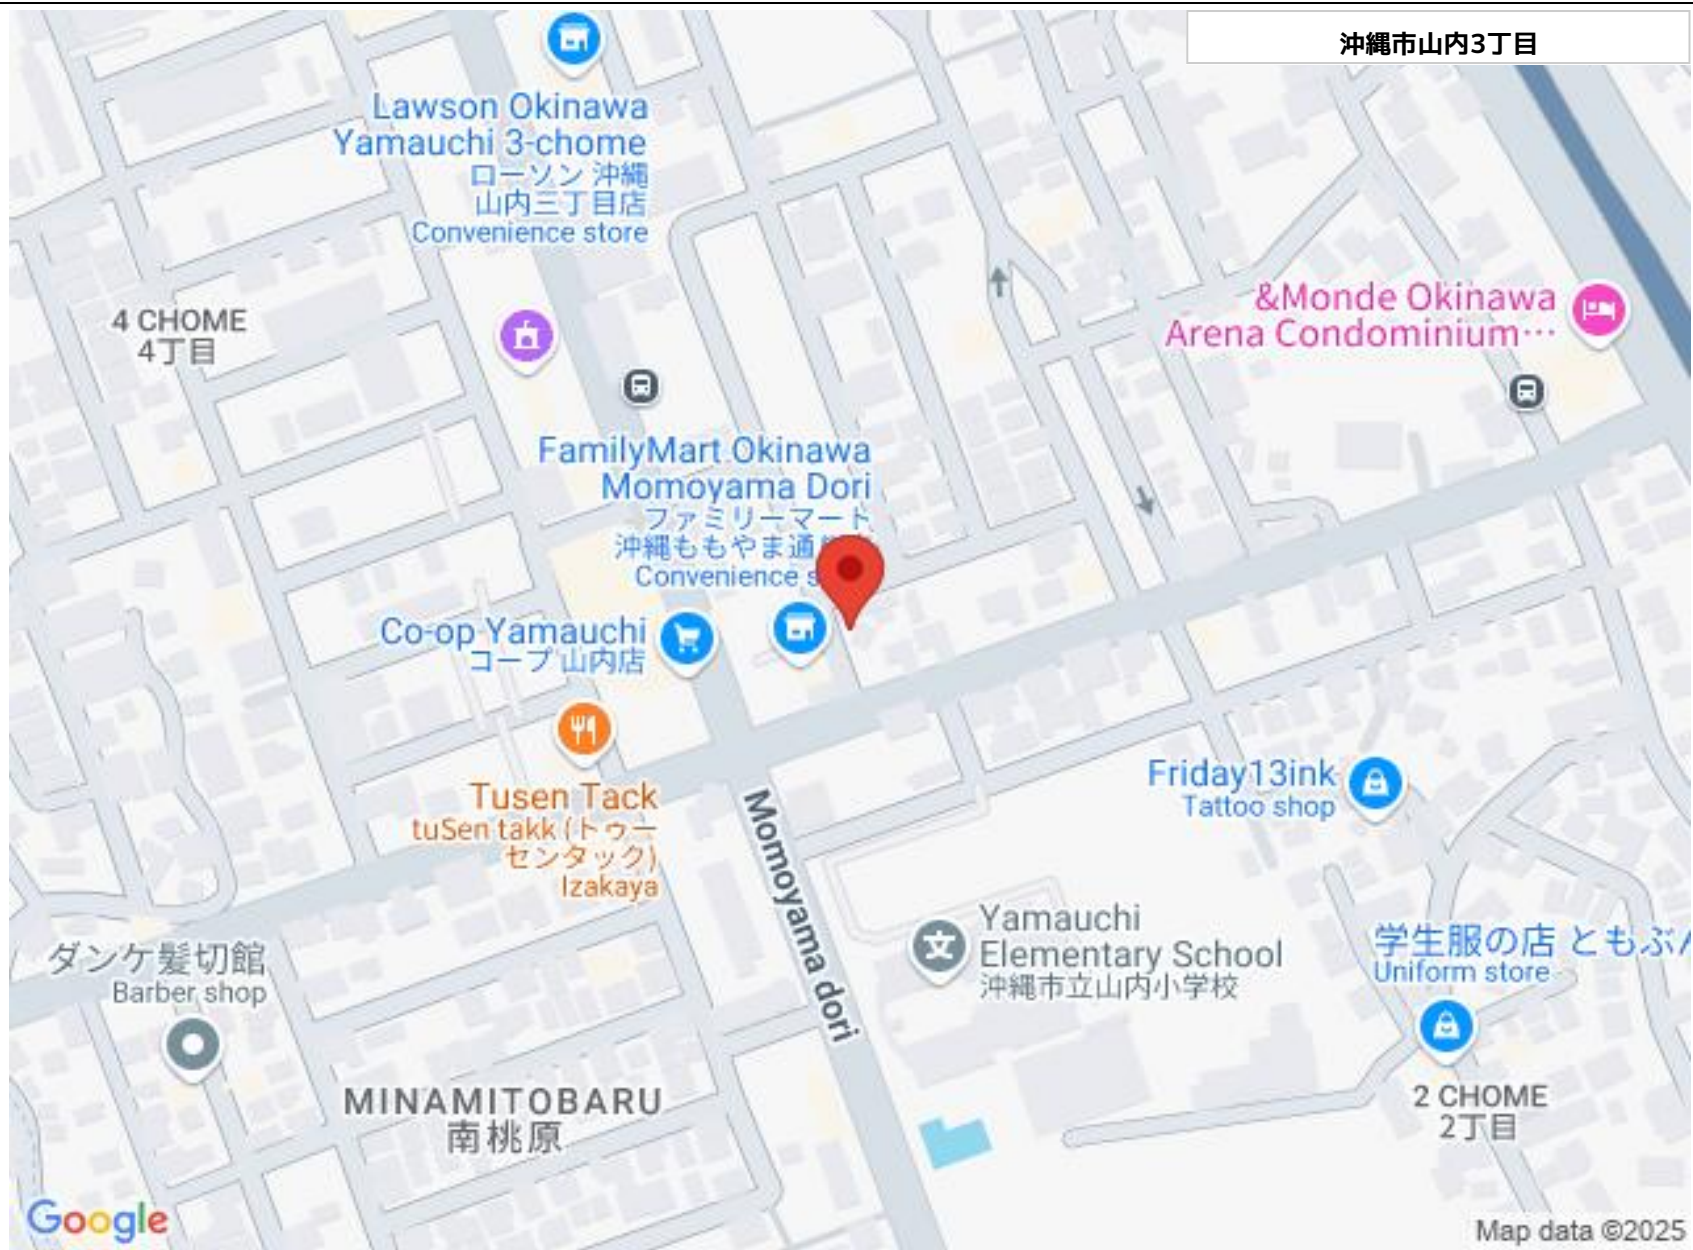 沖縄市山内3丁目
Lawson Okinawa
Yamauchi 3-chome
ローソン 沖縄
山内三丁目店
Convenience store
&Monde Okinawa
Arena Condominium…
4 CHOME
4丁目
FamilyMart Okinawa
Momoyama Dori
ファミリーマート
沖縄ももやま通
Convenience
Co-op Yamauchi
コープ 山内店
Tusen Tack
tuSen takk (トゥー
センタック)
Izakaya
Friday13ink
Tattoo shop
Momoyama dori
Yamauchi
Elementary School
沖縄市立山内小学校
学生服の店 ともぶ
Uniform store
ダンケ髪切館
Barber shop
MINAMITOBARU
南桃原
2 CHOME
2丁目
Google
Map data ©2025